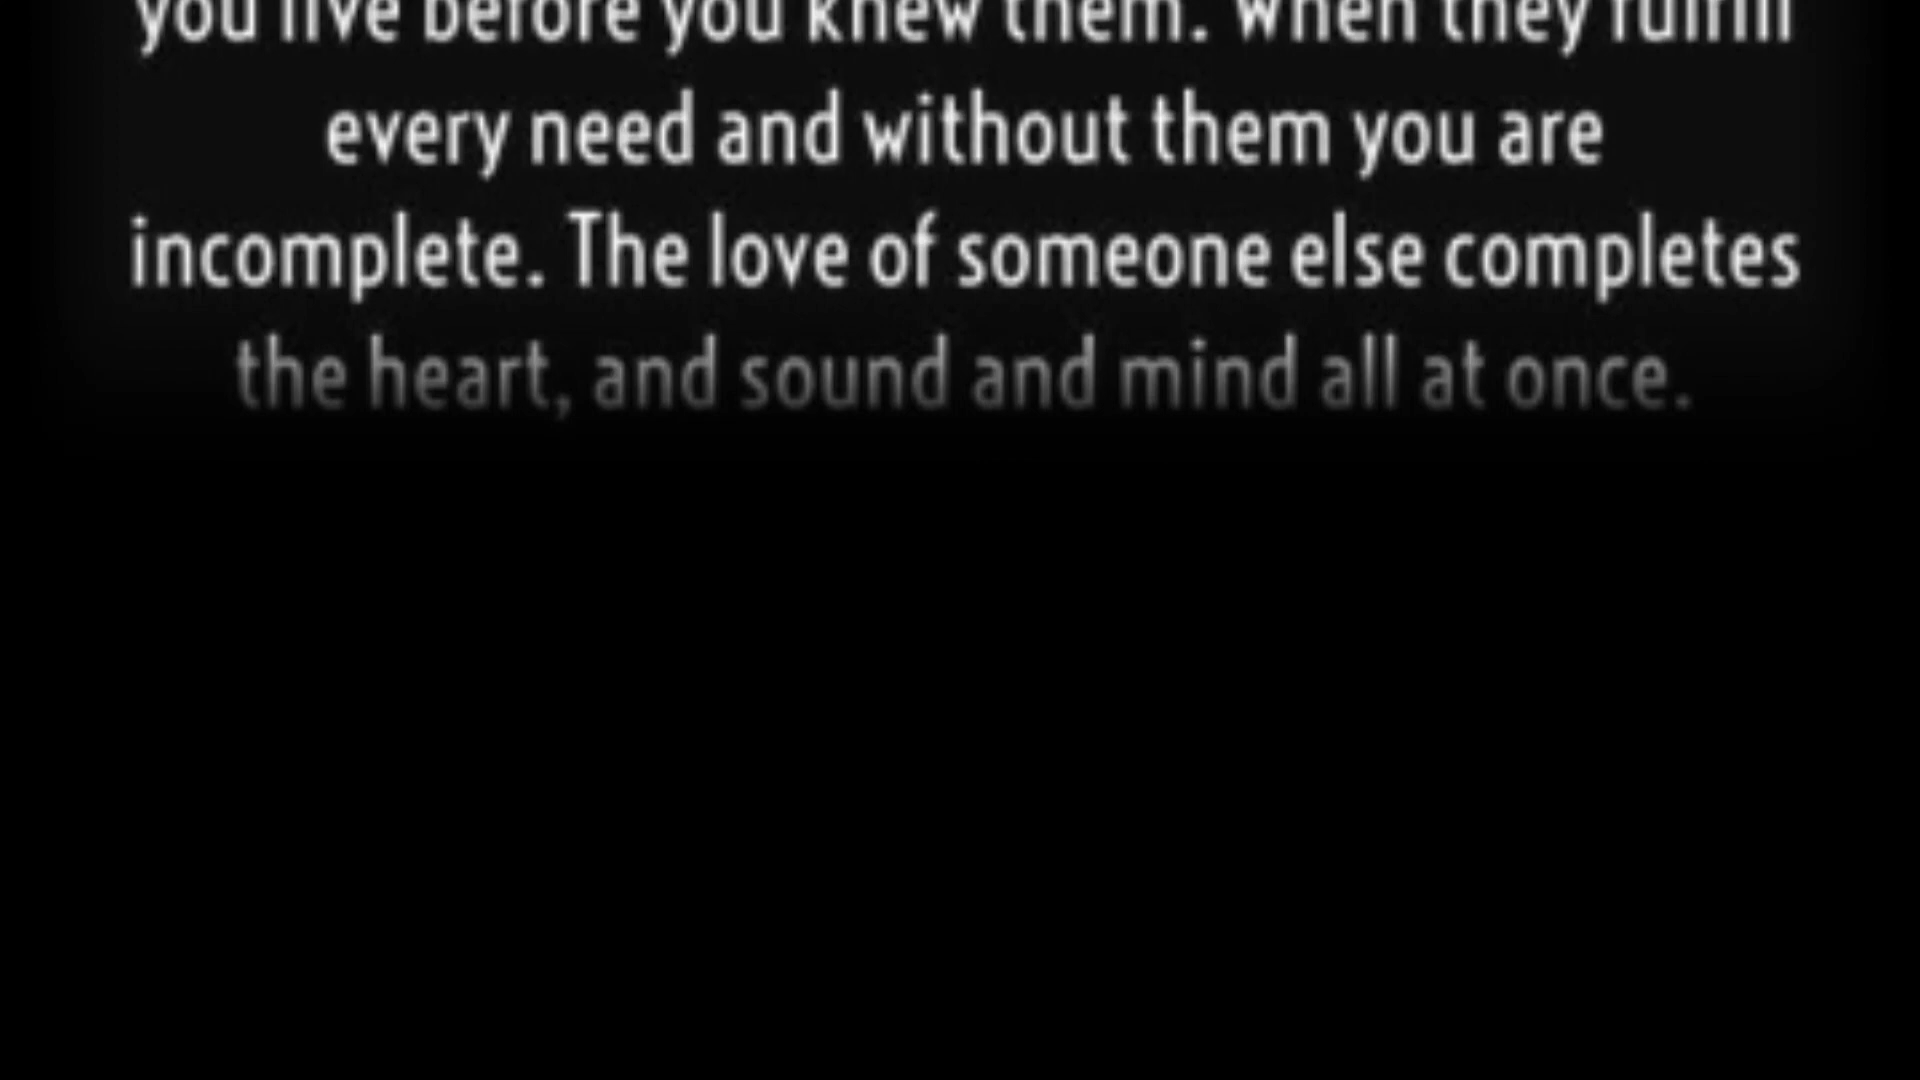 you live before you knew them. When they fulfill
every need and without them you are
incomplete. The love of someone else completes
the heart, and sound and mind all at once.